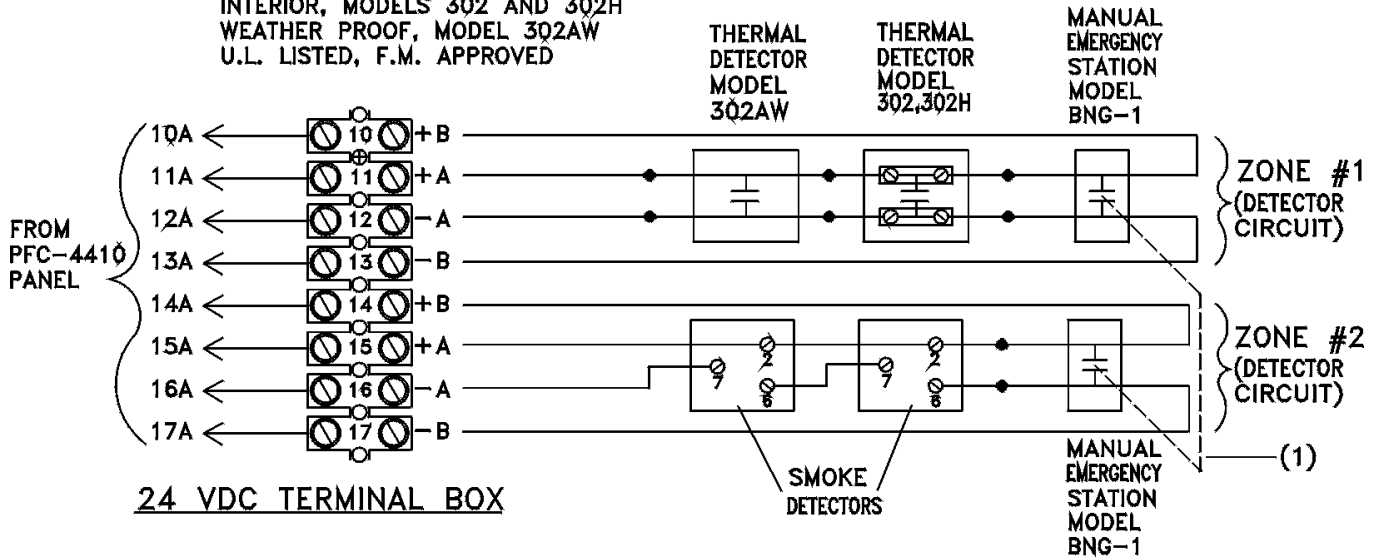 INTERIOR, MODELS 302 AND 302H
WEATHER PROOF, MODEL 302AW
U.L. LISTED, F.M. APPROVED
THERMAL
DETECTOR
MODEL
302AW
THERMAL
DETECTOR
MODEL
302,302H
MANUAL
EMERGENCY
STATION
MODEL
BNG-1
FROM
PFC-4410
PANEL
10A 10 +B
11A 11 +A
12A 12 -A
13A 13 -B
14A 14 +B
15A 15 +A
16A 16 -A
17A 17 -B
ZONE #1
(DETECTOR
CIRCUIT)
7 2 6
7 2 6
ZONE #2
(DETECTOR
CIRCUIT)
24 VDC TERMINAL BOX
SMOKE
DETECTORS
MANUAL
EMERGENCY
STATION
MODEL
BNG-1
(1)